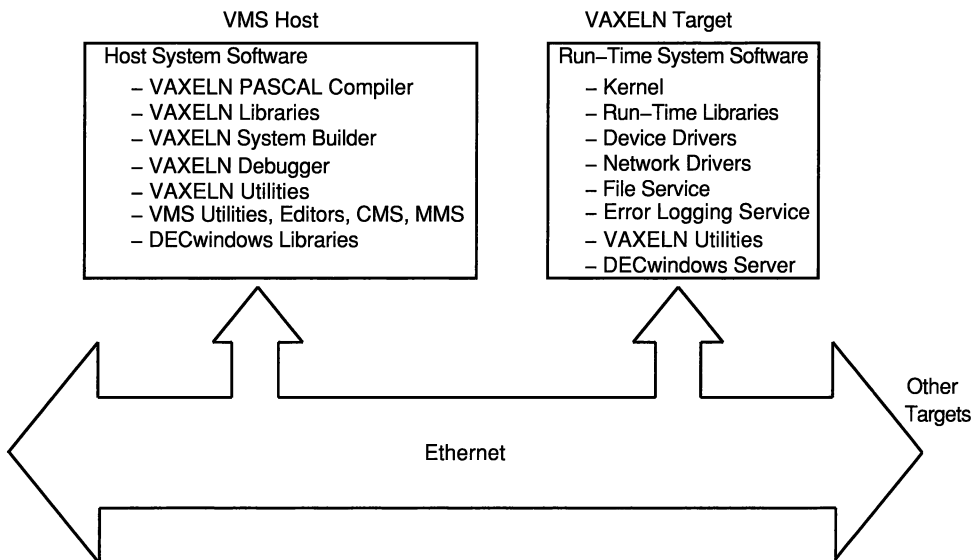 VMS Host
Host System Software
– VAXELN PASCAL Compiler
– VAXELN Libraries
– VAXELN System Builder
– VAXELN Debugger
– VAXELN Utilities
– VMS Utilities, Editors, CMS, MMS
– DECwindows Libraries
VAXELN Target
Run–Time System Software
– Kernel
– Run–Time Libraries
– Device Drivers
– Network Drivers
– File Service
– Error Logging Service
– VAXELN Utilities
– DECwindows Server
Other
Targets
Ethernet